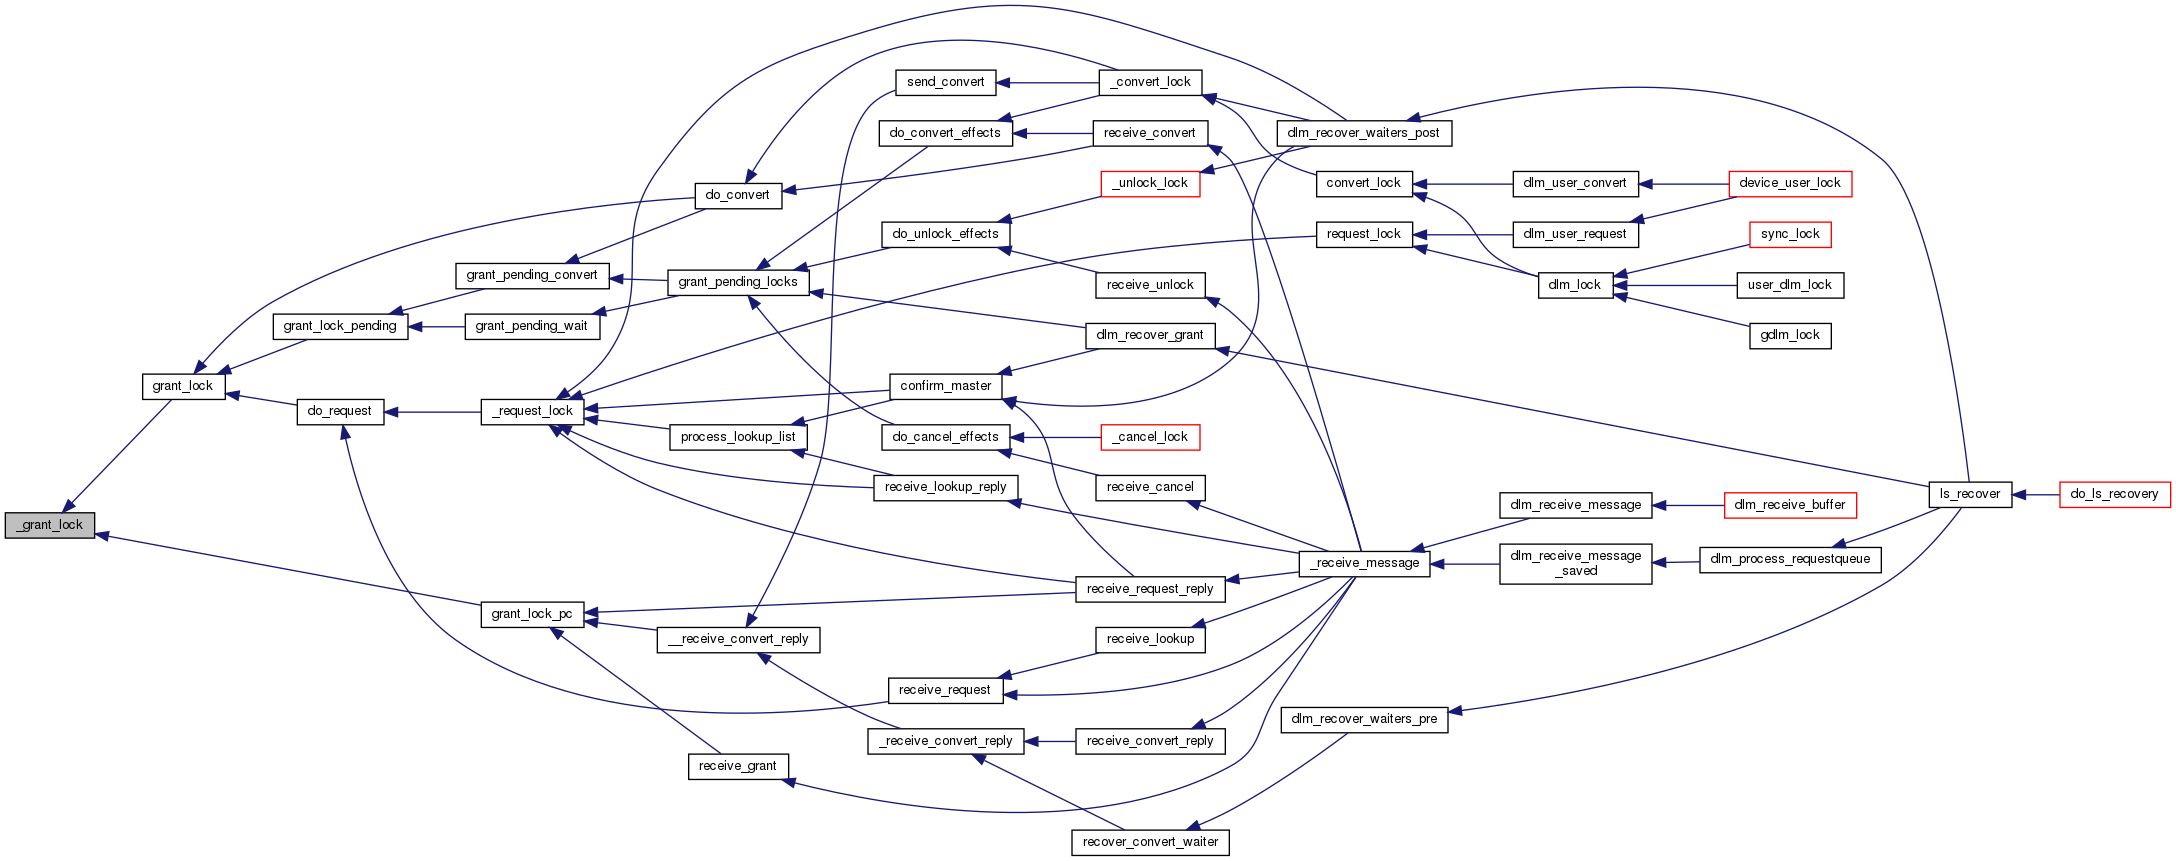 _grant_lock
grant_lock
grant_lock_pending
do_request
grant_pending_convert
grant_pending_wait
_request_lock
grant_lock_pc
do_convert
grant_pending_locks
process_lookup_list
__receive_convert_reply
receive_grant
send_convert
do_convert_effects
do_unlock_effects
confirm_master
do_cancel_effects
receive_lookup_reply
receive_request
_receive_convert_reply
_convert_lock
receive_convert
_unlock_lock
receive_unlock
dlm_recover_grant
_cancel_lock
receive_cancel
receive_request_reply
receive_lookup
receive_convert_reply
recover_convert_waiter
dlm_recover_waiters_post
convert_lock
request_lock
_receive_message
dlm_recover_waiters_pre
dlm_user_convert
dlm_user_request
dlm_lock
dlm_receive_message
dlm_receive_message
_saved
device_user_lock
sync_lock
user_dlm_lock
gdlm_lock
dlm_receive_buffer
dlm_process_requestqueue
ls_recover
do_ls_recovery